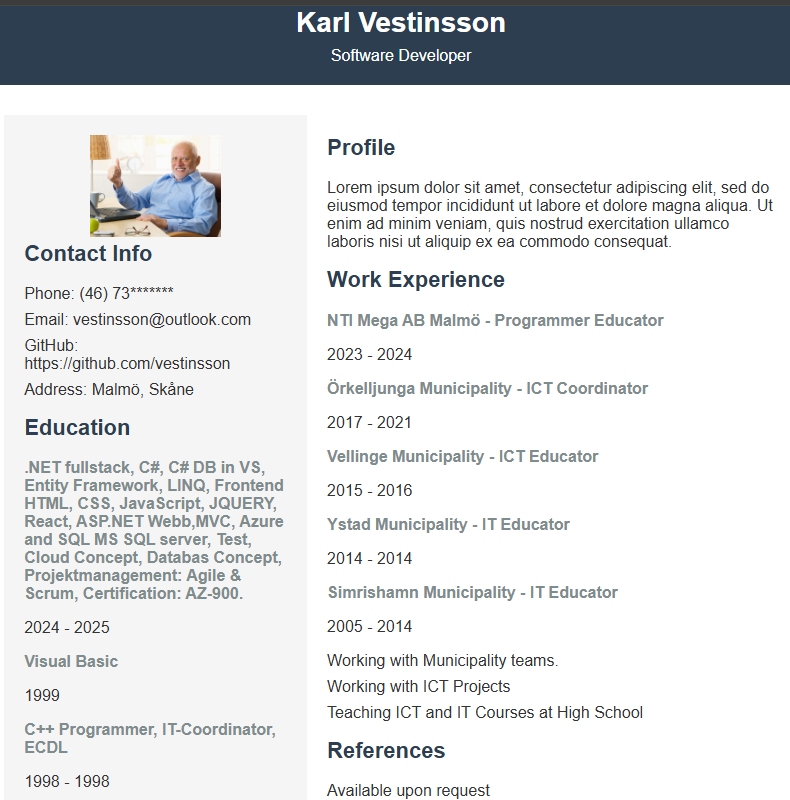 Karl Vestinsson
Software Developer
Contact Info
Phone: (46) 73*******
Email: vestinsson@outlook.com
GitHub:
https://github.com/vestinsson
Address: Malmö, Skåne
Education
.NET fullstack, C#, C# DB in VS,
Entity Framework, LINQ, Frontend
HTML, CSS, JavaScript, JQUERY,
React, ASP.NET Webb,MVC, Azure
and SQL MS SQL server, Test,
Cloud Concept, Databas Concept,
Projektmanagement: Agile &
Scrum, Certification: AZ-900.
2024 - 2025
Visual Basic
1999
C++ Programmer, IT-Coordinator,
ECDL
1998 - 1998
Profile
Lorem ipsum dolor sit amet, consectetur adipiscing elit, sed do
eiusmod tempor incididunt ut labore et dolore magna aliqua. Ut
enim ad minim veniam, quis nostrud exercitation ullamco
laboris nisi ut aliquip ex ea commodo consequat.
Work Experience
NTI Mega AB Malmö - Programmer Educator
2023 - 2024
Örkelljunga Municipality - ICT Coordinator
2017 - 2021
Vellinge Municipality - ICT Educator
2015 - 2016
Ystad Municipality - IT Educator
2014 - 2014
Simrishamn Municipality - IT Educator
2005 - 2014
Working with Municipality teams.
Working with ICT Projects
Teaching ICT and IT Courses at High School
References
Available upon request